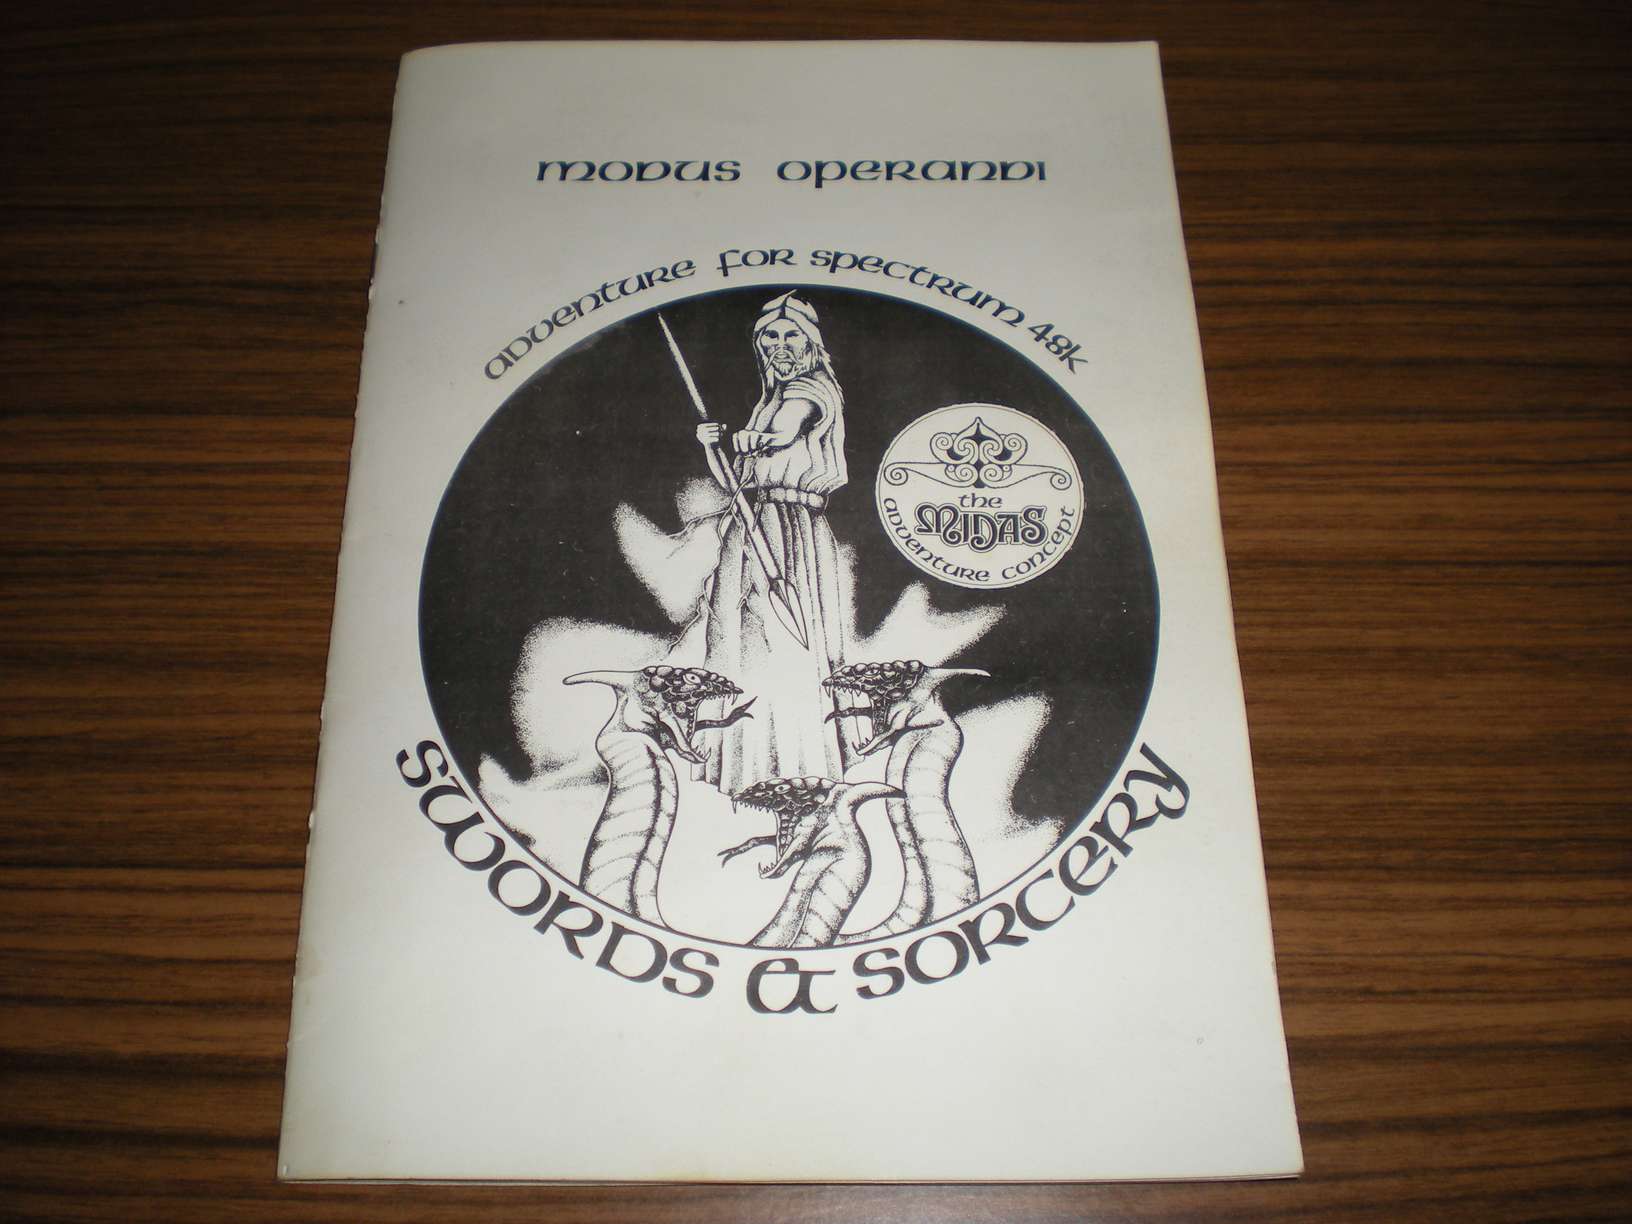 MODUS OPERANDI
ADVENTURE FOR SPECTRUM 48K
the
MIDAS
ADVENTURE CONCEPT
SWORDS & SORCERY